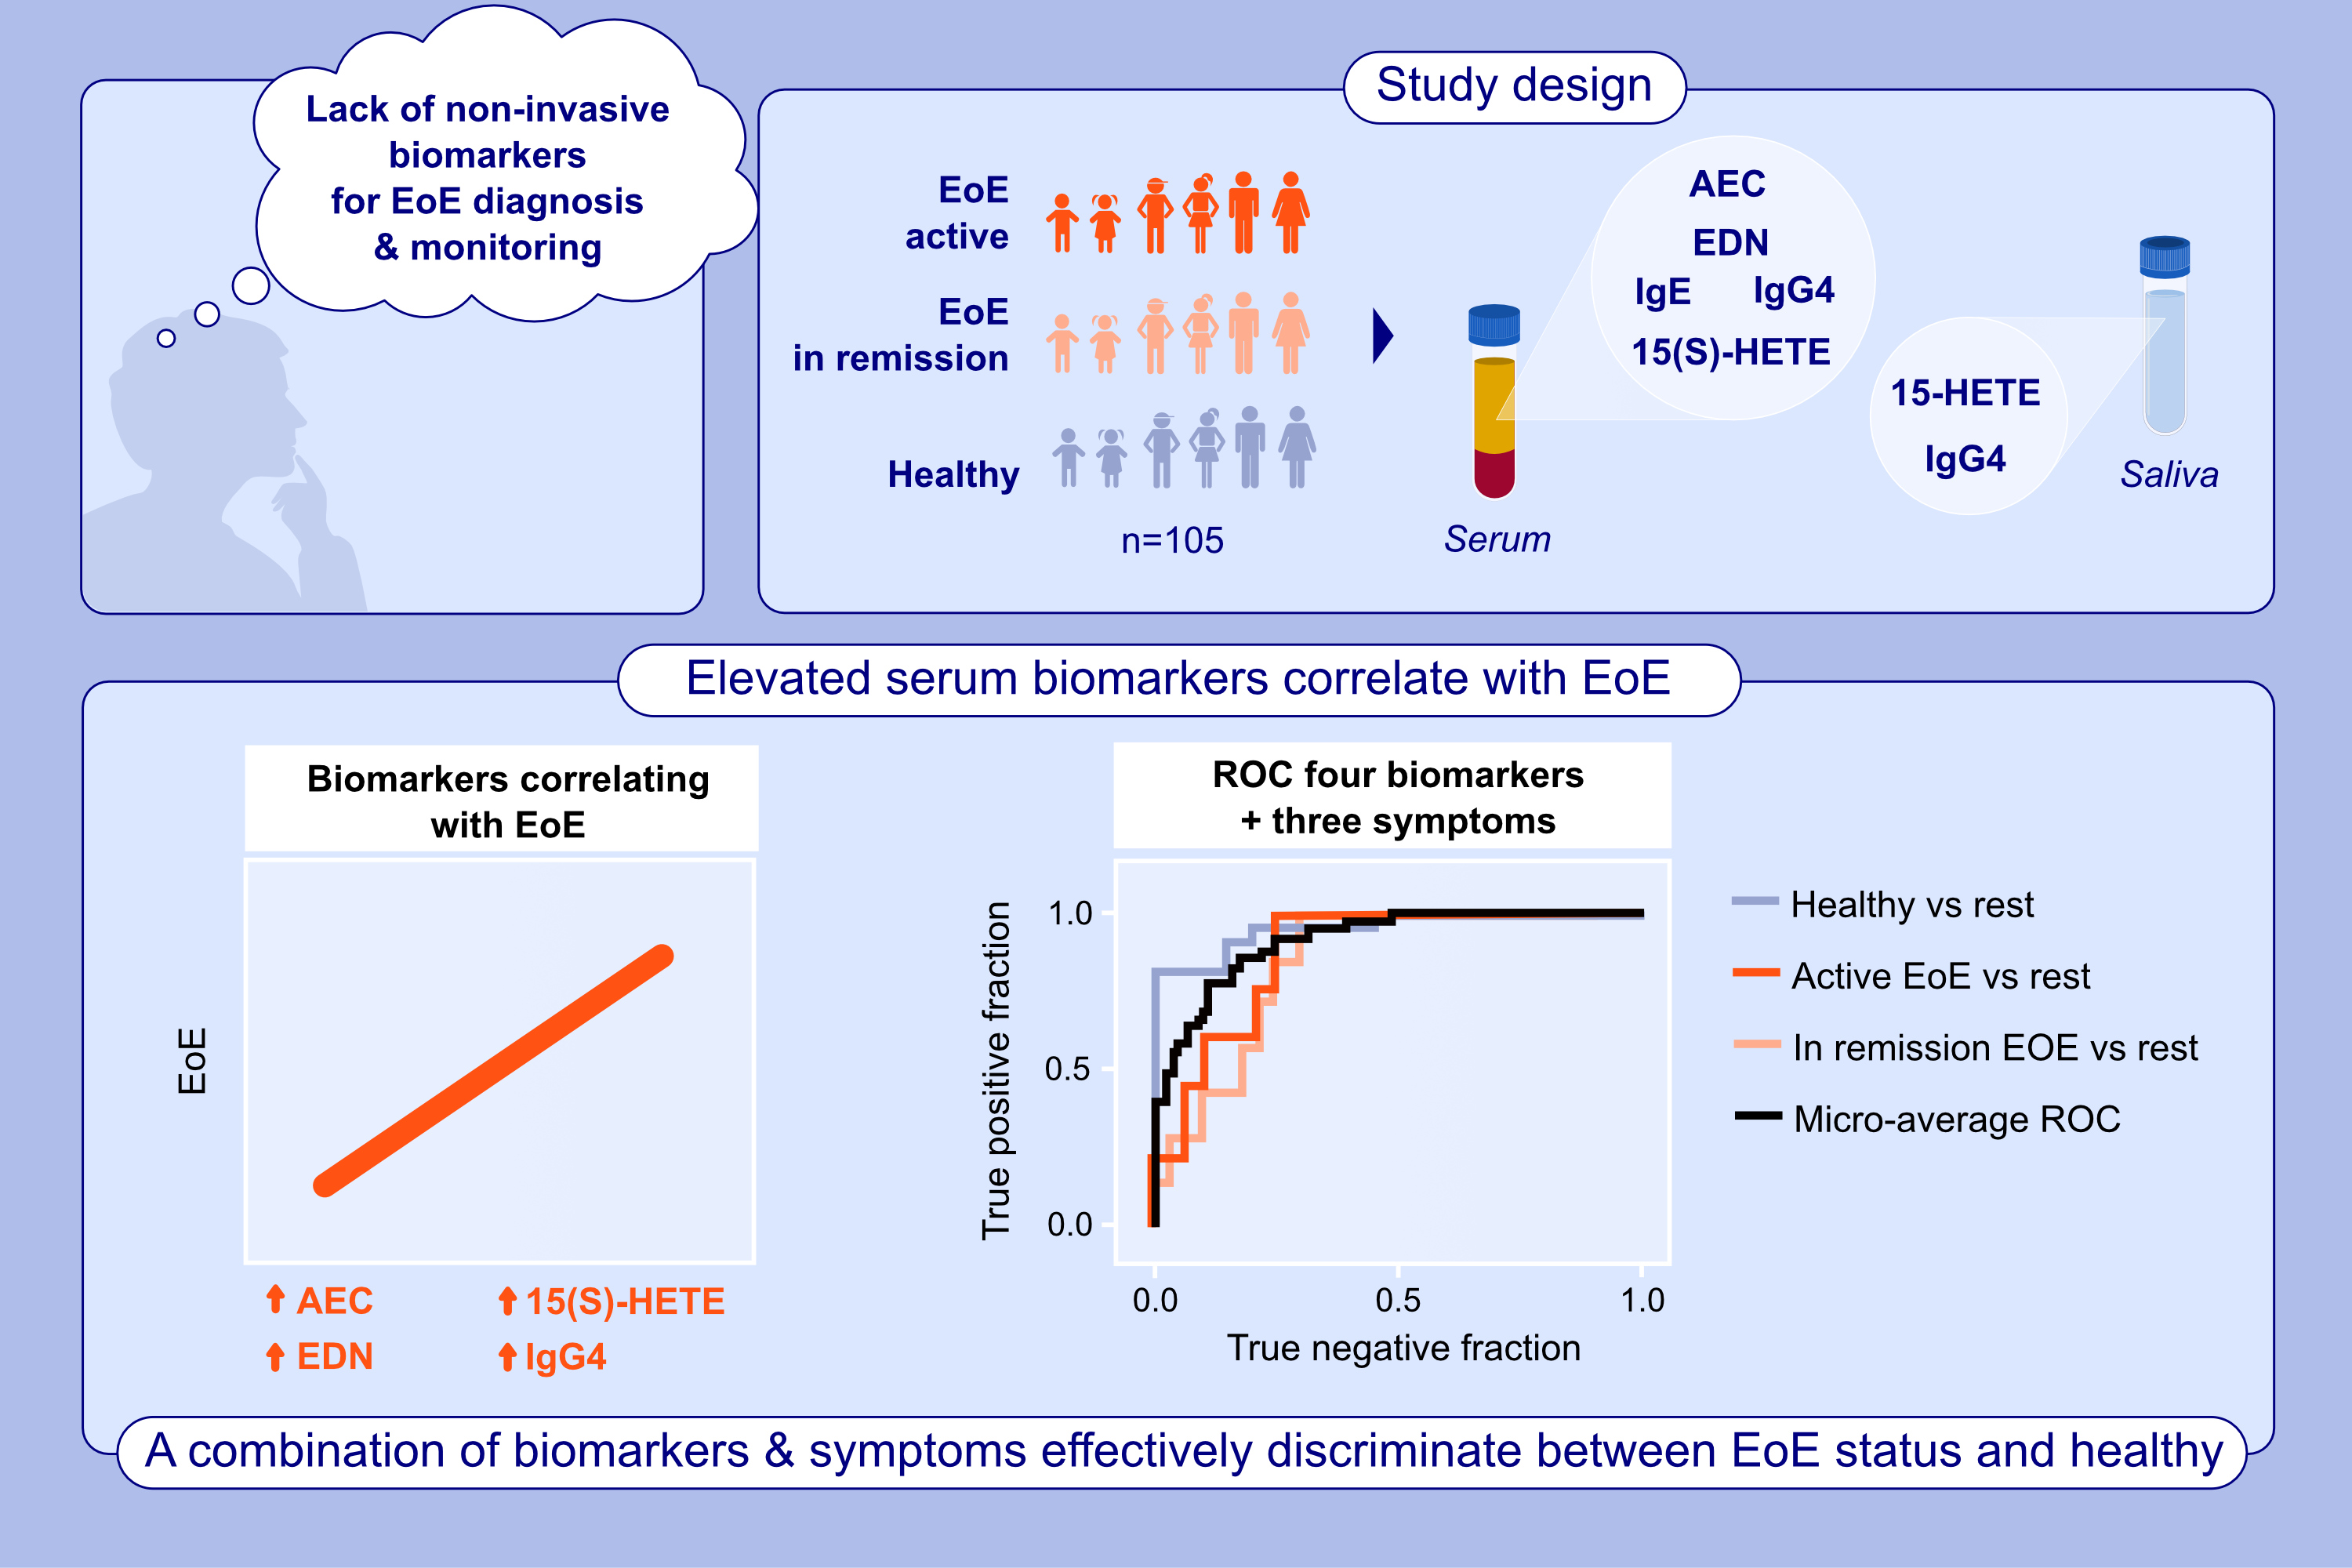 Lack of non-invasive
biomarkers
for EoE diagnosis
& monitoring
Study design
EoE
active
EoE
in remission
Healthy
n=105
Serum
AEC
EDN
IgE IgG4
15(S)-HETE
15-HETE
IgG4
Saliva
Elevated serum biomarkers correlate with EoE
Biomarkers correlating
with EoE
EoE
AEC
15(S)-HETE
EDN
IgG4
ROC four biomarkers
+ three symptoms
True positive fraction
1.0
0.5
0.0
0.0 0.5 1.0
True negative fraction
Healthy vs rest
Active EoE vs rest
In remission EOE vs rest
Micro-average ROC
A combination of biomarkers & symptoms effectively discriminate between EoE status and healthy